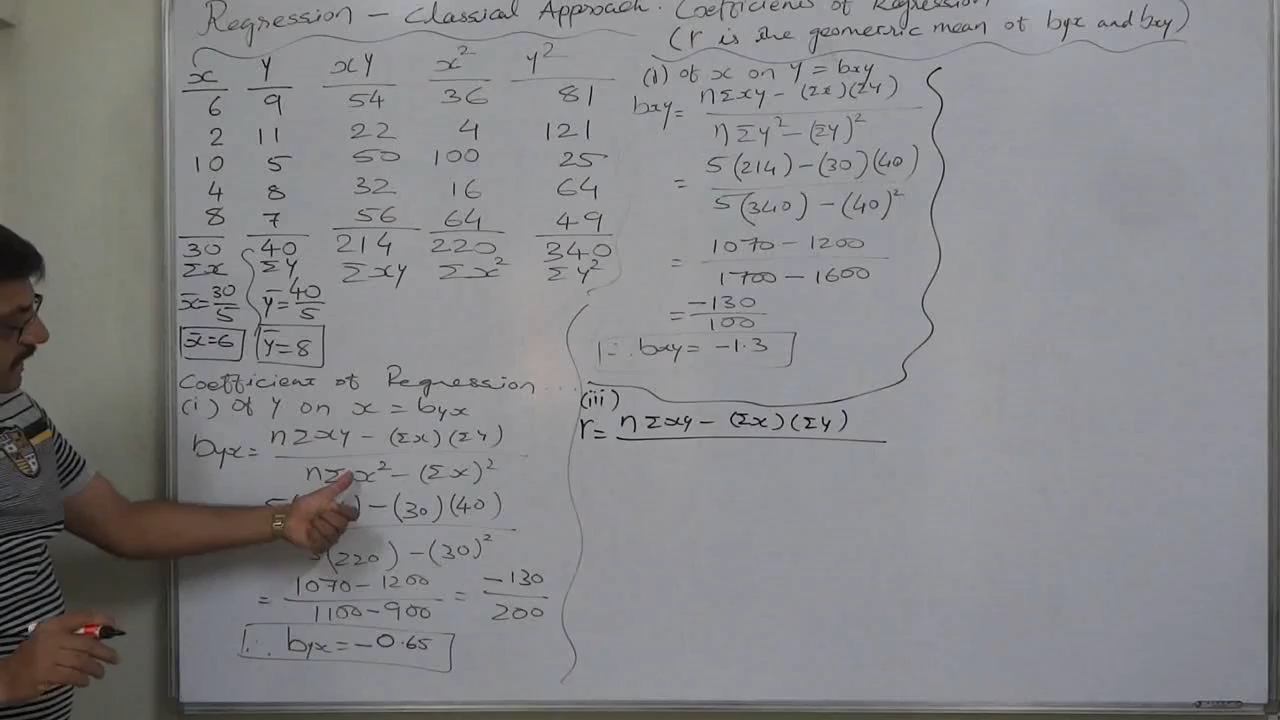 Regression – Classical Approach. Coefficients of Regression
(r is the geometric mean of byx and bxy)
x y xy x² y²
6 9 54 36 81
2 11 22 4 121
10 5 50 100 25
4 8 32 16 64
8 7 56 64 49
30 40 214 220 340
Σx Σy Σxy Σx² Σy²
x̄ = 30/5 ȳ = 40/5
x̄ = 6 ȳ = 8
Coefficient of Regression ....
(i) of y on x = byx
byx = nΣxy – (Σx)(Σy)
nΣx² – (Σx)²
– (30)(40)
(220) – (30)²
= 1070 – 1200 / 1100 – 900 = –130 / 200
∴ byx = –0.65
(i) of x on y = bxy
bxy = nΣxy – (Σx)(Σy)
nΣy² – (Σy)²
= 5(214) – (30)(40)
5(340) – (40)²
= 1070 – 1200
1700 – 1600
= –130
100
∴ bxy = –1.3
(iii)
r = nΣxy – (Σx)(Σy)